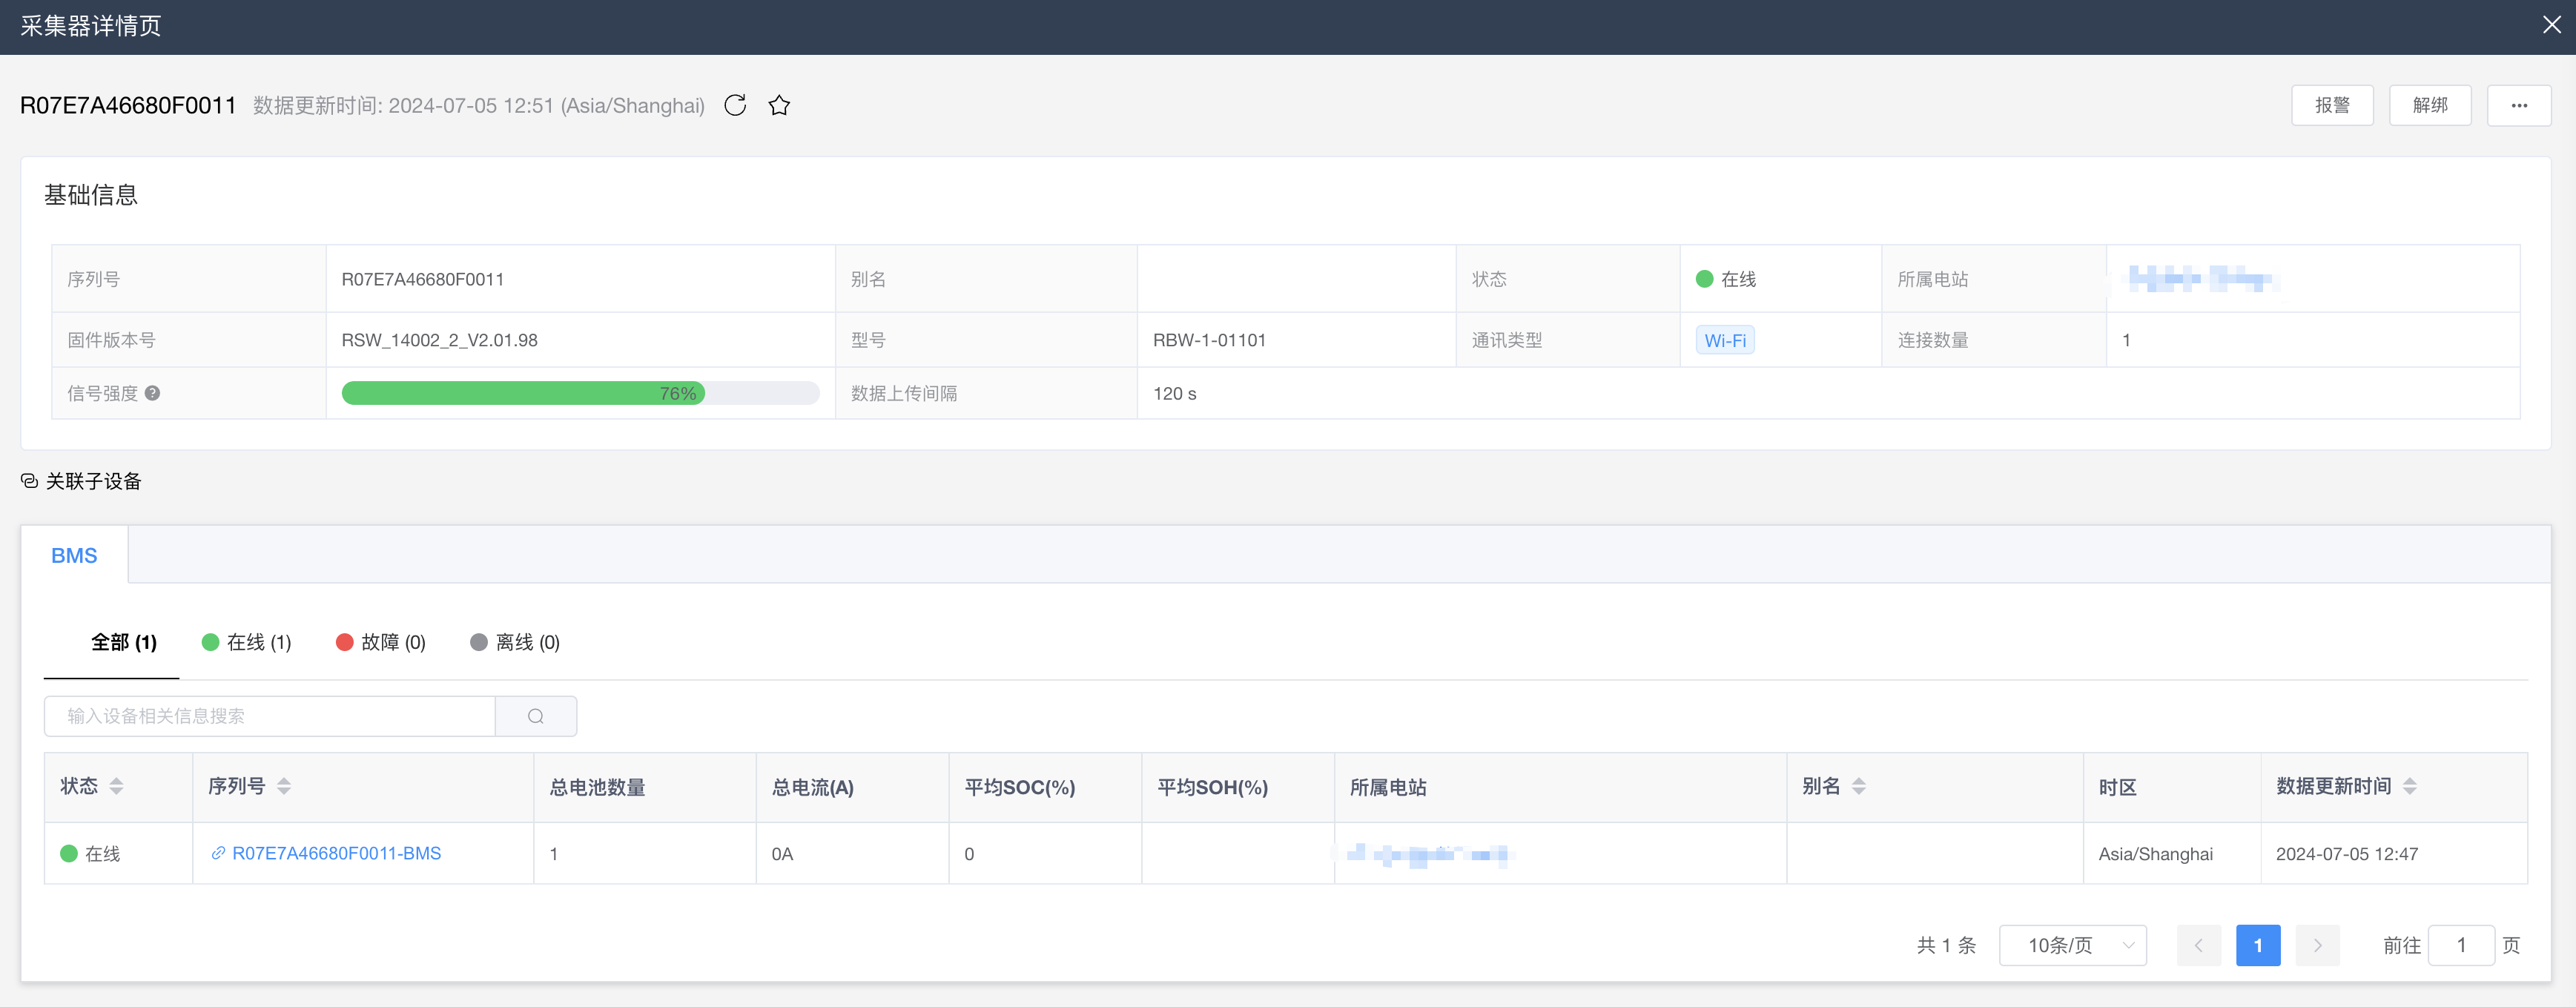 采集器详情页
R07E7A46680F0011 数据更新时间: 2024-07-05 12:51 (Asia/Shanghai) 报警 解绑 ...
基础信息
序列号 R07E7A46680F0011 别名 状态 在线 所属电站
固件版本号 RSW_14002_2_V2.01.98 型号 RBW-1-01101 通讯类型 Wi-Fi 连接数量 1
信号强度 ? 76% 数据上传间隔 120 s
关联子设备
BMS
全部 (1) 在线 (1) 故障 (0) 离线 (0)
输入设备相关信息搜索
状态 序列号 总电池数量 总电流(A) 平均SOC(%) 平均SOH(%) 所属电站 别名 时区 数据更新时间
在线 R07E7A46680F0011-BMS 1 0A 0 Asia/Shanghai 2024-07-05 12:47
共 1 条 10条/页 1 前往 1 页